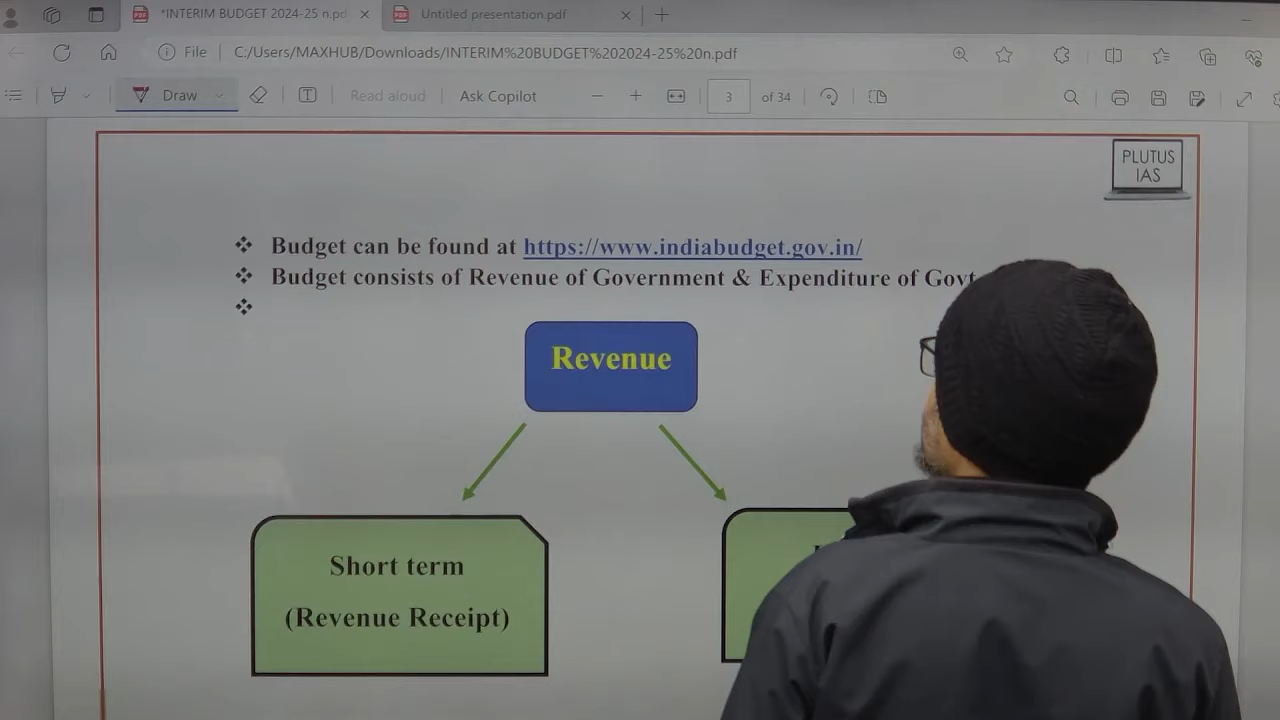 *INTERIM BUDGET 2024-25 n.pd
Untitled presentation.pdf
File
C:/Users/MAXHUB/Downloads/INTERIM%20BUDGET%202024-25%20n.pdf
Draw
Read aloud
Ask Copilot
3
of 34
PLUTUS
IAS
Budget can be found at https://www.indiabudget.gov.in/
Budget consists of Revenue of Government & Expenditure of Govt
Revenue
Short term
(Revenue Receipt)